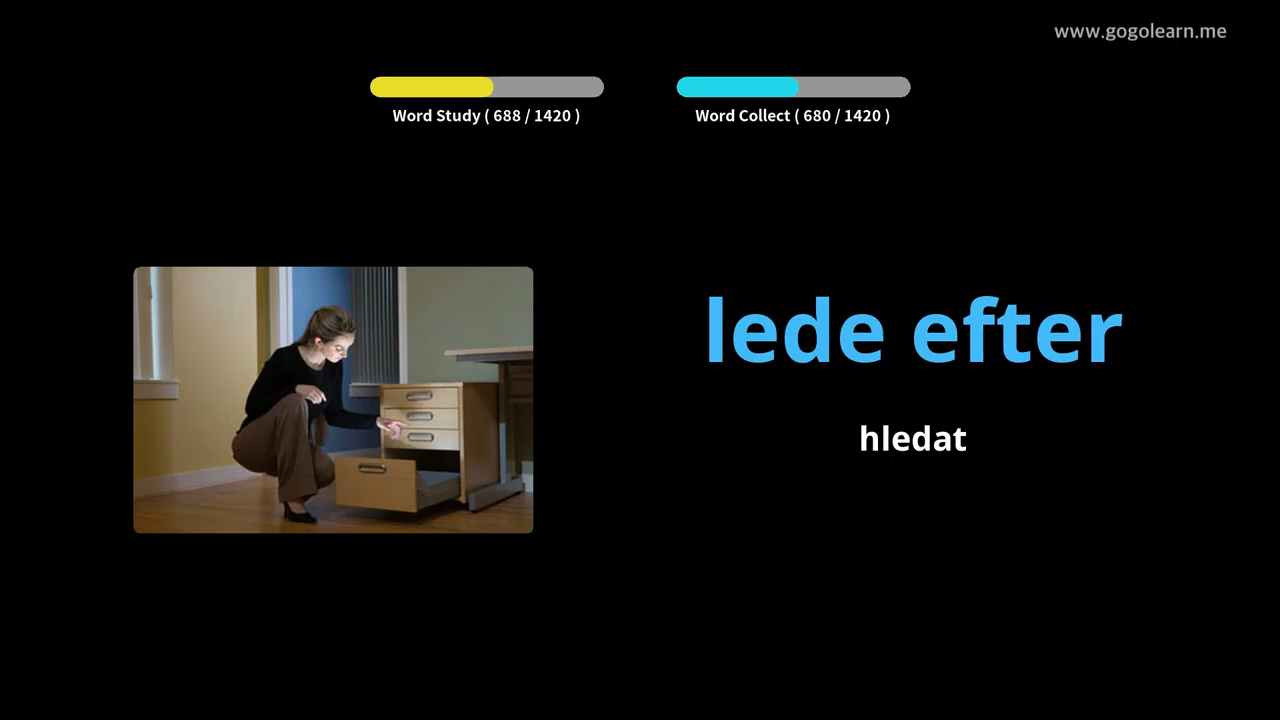 www.gogolearn.me
Word Study ( 688 / 1420 )
Word Collect ( 680 / 1420 )
lede efter
hledat